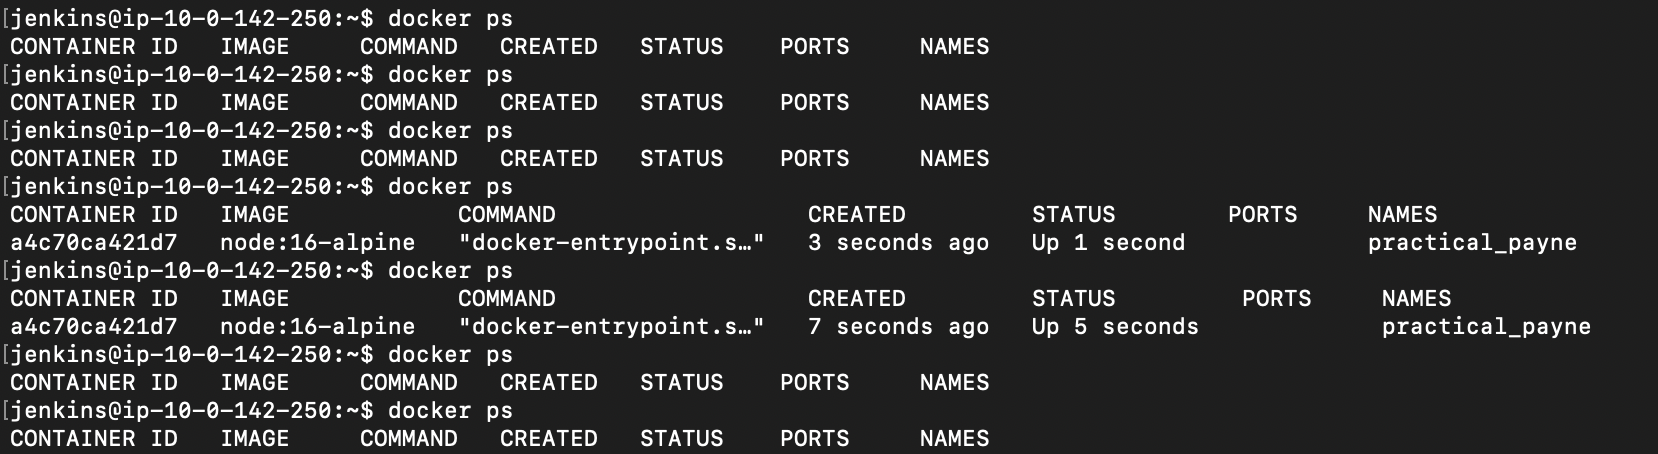 [jenkins@ip-10-0-142-250:~$ docker ps
CONTAINER ID   IMAGE     COMMAND   CREATED   STATUS    PORTS     NAMES
[jenkins@ip-10-0-142-250:~$ docker ps
CONTAINER ID   IMAGE     COMMAND   CREATED   STATUS    PORTS     NAMES
[jenkins@ip-10-0-142-250:~$ docker ps
CONTAINER ID   IMAGE     COMMAND   CREATED   STATUS    PORTS     NAMES
[jenkins@ip-10-0-142-250:~$ docker ps
CONTAINER ID   IMAGE            COMMAND                  CREATED         STATUS        PORTS     NAMES
a4c70ca421d7   node:16-alpine   "docker-entrypoint.s…"   3 seconds ago   Up 1 second             practical_payne
[jenkins@ip-10-0-142-250:~$ docker ps
CONTAINER ID   IMAGE            COMMAND                  CREATED         STATUS         PORTS     NAMES
a4c70ca421d7   node:16-alpine   "docker-entrypoint.s…"   7 seconds ago   Up 5 seconds             practical_payne
[jenkins@ip-10-0-142-250:~$ docker ps
CONTAINER ID   IMAGE     COMMAND   CREATED   STATUS    PORTS     NAMES
[jenkins@ip-10-0-142-250:~$ docker ps
CONTAINER ID   IMAGE     COMMAND   CREATED   STATUS    PORTS     NAMES